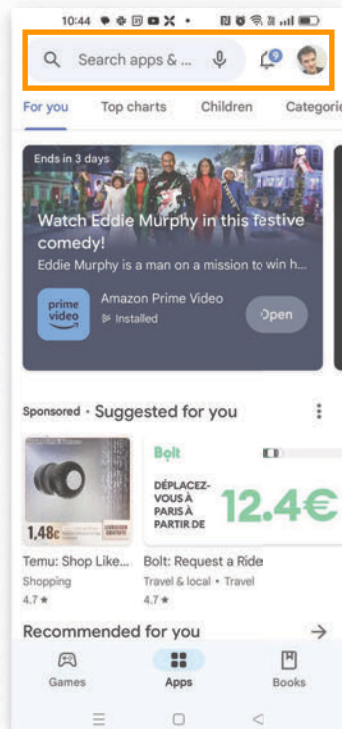 10:44
Search apps & ...
9
For you Top charts Children Categorie
Ends in 3 days
Watch Eddie Murphy in this festive
comedy!
Eddie Murphy is a man on a mission to win h...
prime
video
Amazon Prime Video
Installed
Open
Sponsored • Suggested for you
1,48€
LIVRAISON
GRATUITE
Bolt
DÉPLACEZ-
VOUS À
PARIS À
PARTIR DE
12.4€
Temu: Shop Like...
Shopping
4.7 ★
Bolt: Request a Ride
Travel & local • Travel
4.7 ★
Recommended for you
Games Apps Books